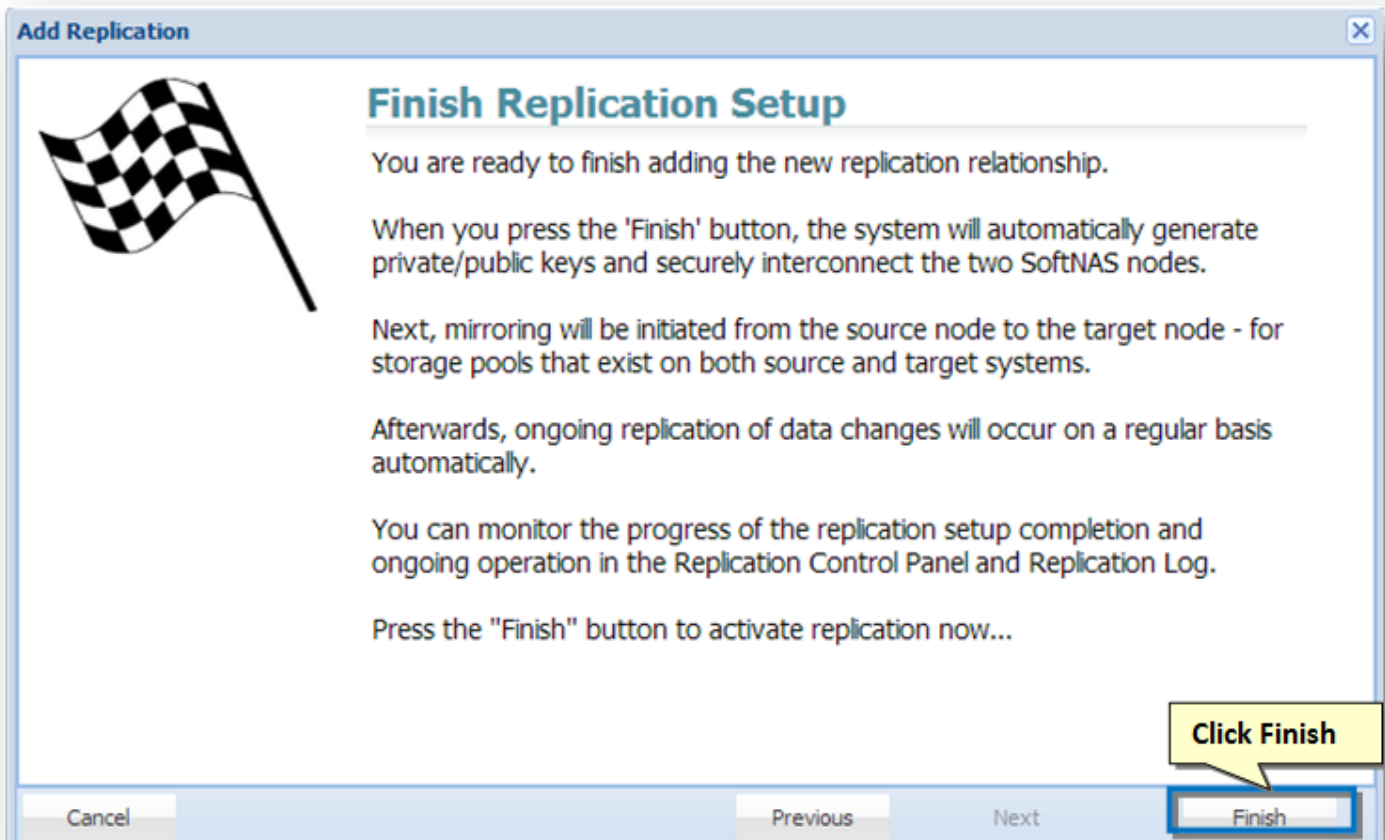 Add Replication
Finish Replication Setup
You are ready to finish adding the new replication relationship.
When you press the 'Finish' button, the system will automatically generate
private/public keys and securely interconnect the two SoftNAS nodes.
Next, mirroring will be initiated from the source node to the target node - for
storage pools that exist on both source and target systems.
Afterwards, ongoing replication of data changes will occur on a regular basis
automatically.
You can monitor the progress of the replication setup completion and
ongoing operation in the Replication Control Panel and Replication Log.
Press the "Finish" button to activate replication now...
Click Finish
Cancel
Previous
Next
Finish